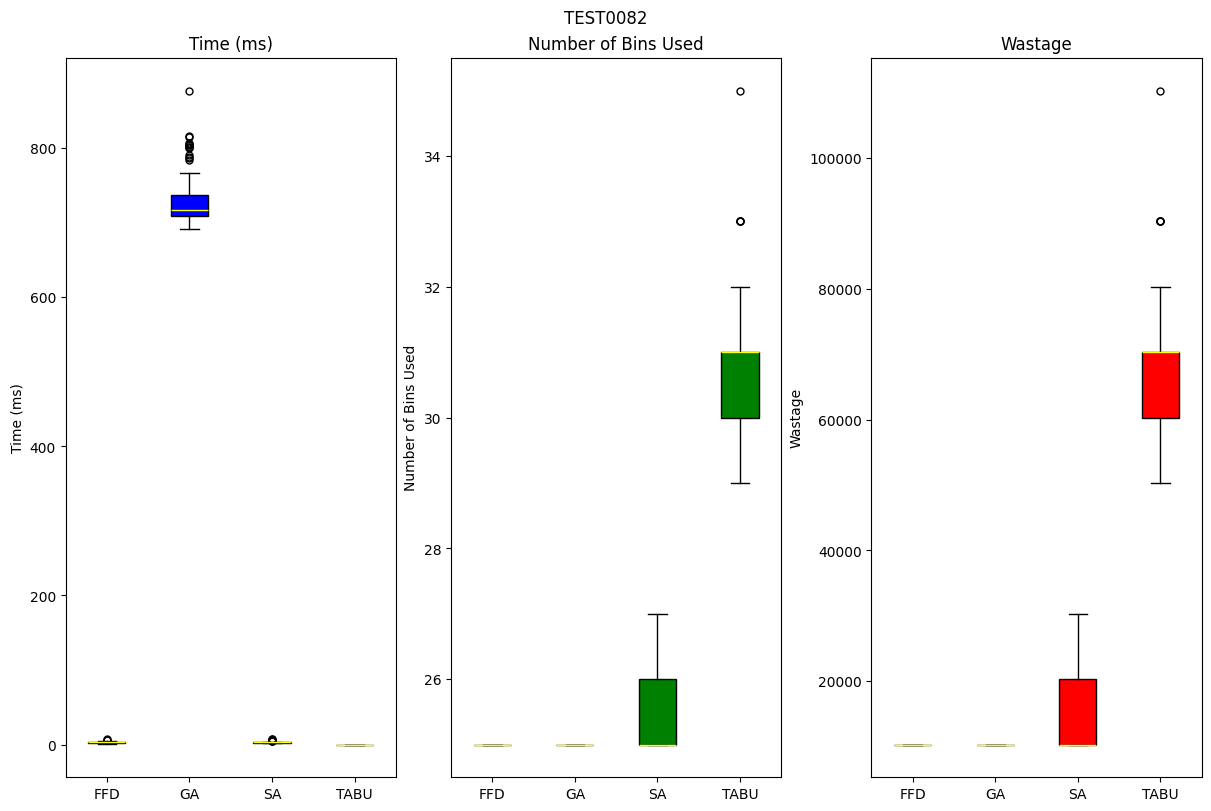 TEST0082
Time (ms)
Number of Bins Used
Wastage
Time (ms)
800
600
400
200
0
FFD
GA
SA
TABU
Number of Bins Used
34
32
30
28
26
FFD
GA
SA
TABU
Wastage
100000
80000
60000
40000
20000
FFD
GA
SA
TABU